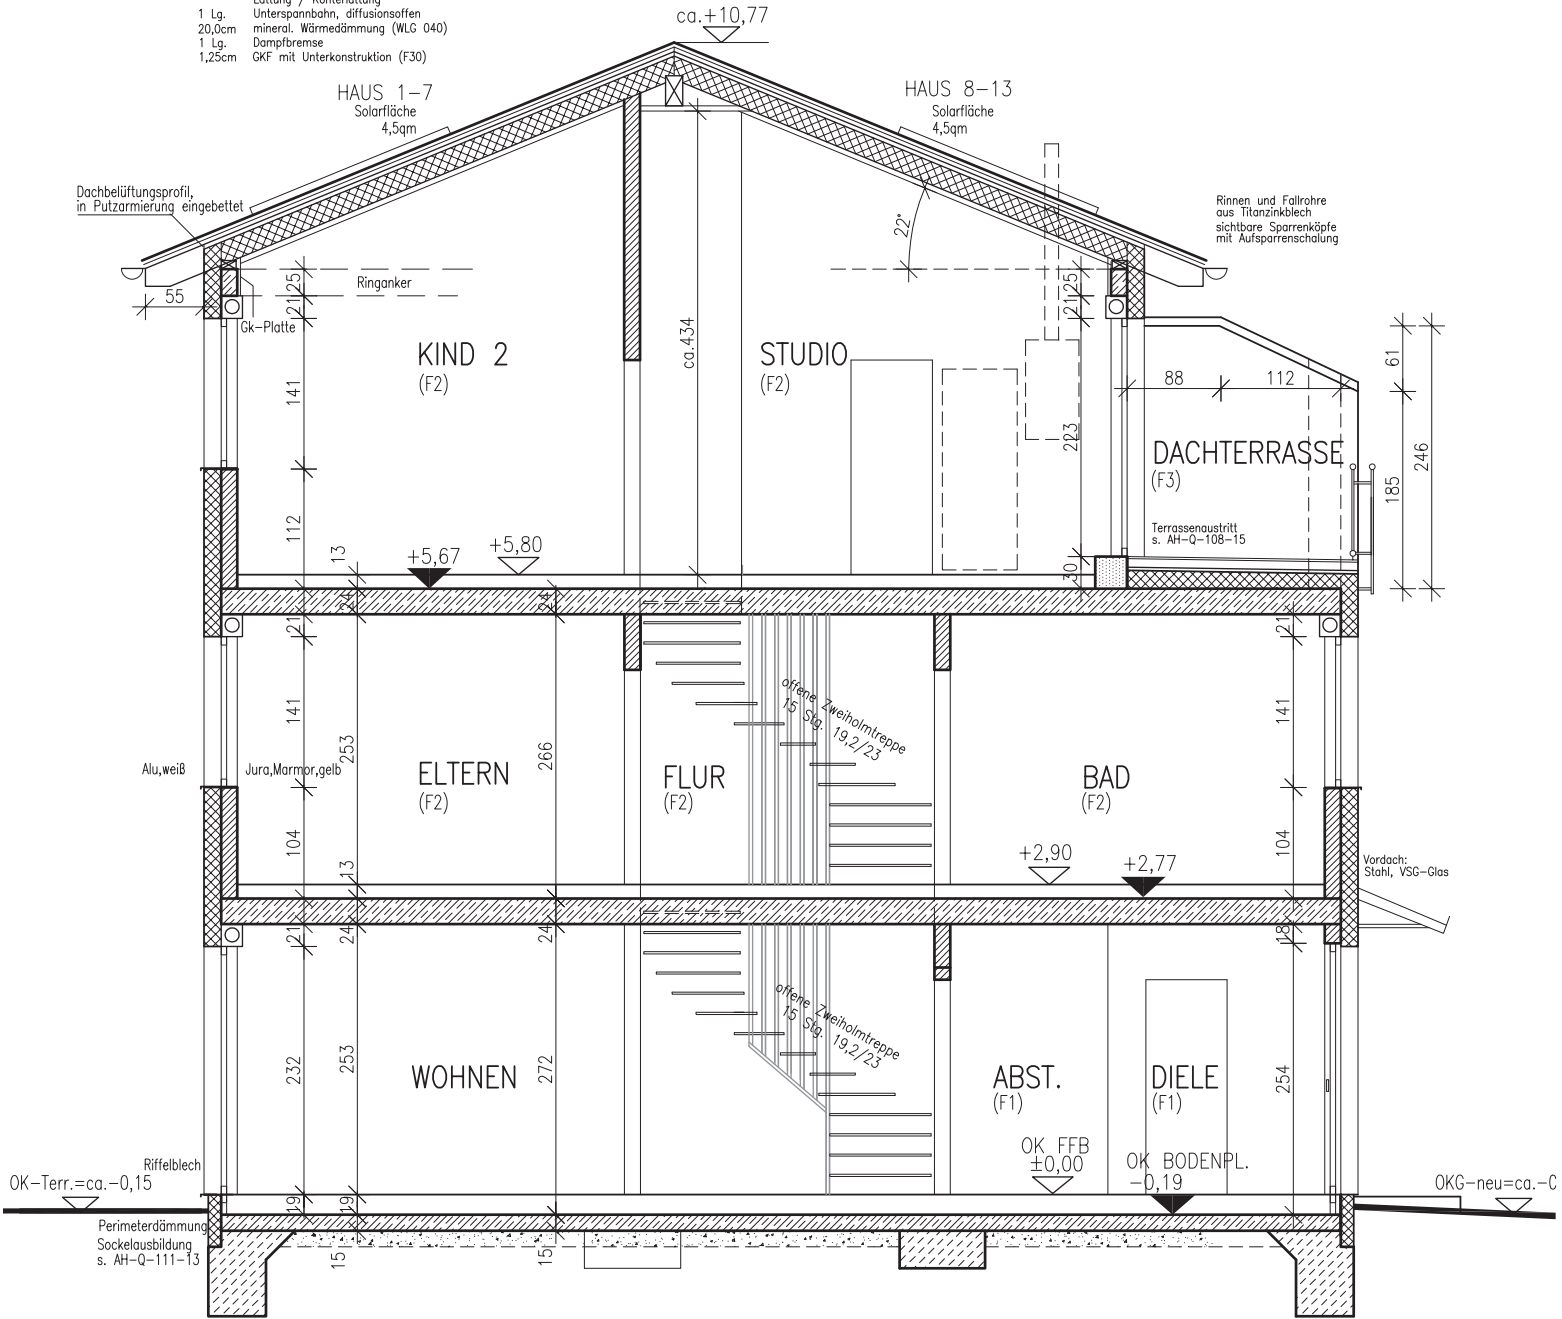 Lattung / Konterlattung
1 Lg. Unterspannbahn, diffusionsoffen
20,0cm mineral. Wärmedämmung (WLG 040)
1 Lg. Dampfbremse
1,25cm GKF mit Unterkonstruktion (F30)
ca.+10,77
HAUS 1-7
Solarfläche
4,5qm
HAUS 8-13
Solarfläche
4,5qm
Dachbelüftungsprofil,
in Putzarmierung eingebettet
Rinnen und Fallrohre
aus Titanzinkblech
sichtbare Sparrenköpfe
mit Aufsparrenschalung
22°
55
25
21
Ringanker
Gk-Platte
25
21
KIND 2
(F2)
ca.434
STUDIO
(F2)
141
88
112
61
246
223
DACHTERRASSE
(F3)
185
112
Terrassenaustritt
s. AH-Q-108-15
13
+5,67
+5,80
30
24
24
21
21
offene Zweiholmtreppe
15 Stg. 19,2/23
141
253
266
141
Alu,weiß
Jura,Marmor,gelb
ELTERN
(F2)
FLUR
(F2)
BAD
(F2)
104
13
104
+2,90
+2,77
Vordach:
Stahl, VSG-Glas
21
24
24
18
offene Zweiholmtreppe
15 Stg. 19,2/23
232
253
272
254
WOHNEN
ABST.
(F1)
DIELE
(F1)
OK FFB
±0,00
OK BODENPL.
-0,19
Riffelblech
OK-Terr.=ca.-0,15
OKG-neu=ca.-0
19
19
Perimeterdämmung
Sockelausbildung
s. AH-Q-111-13
15
15